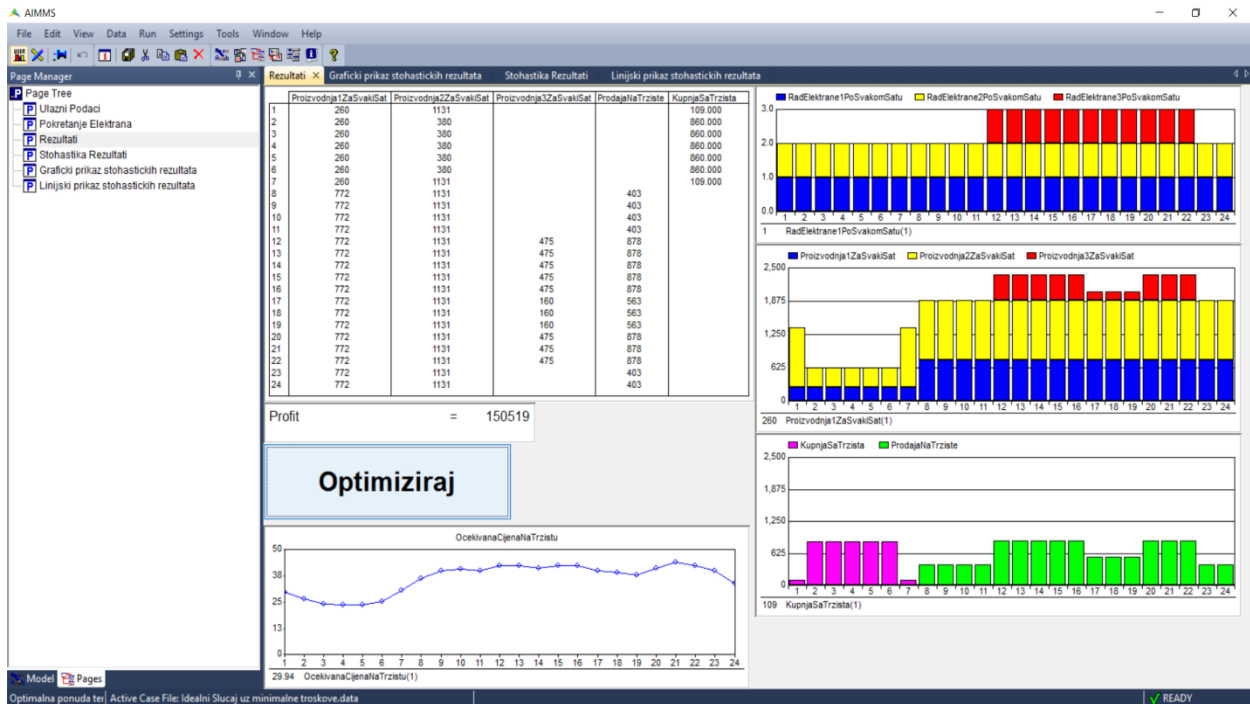 AIMMS
File Edit View Data Run Settings Tools Window Help
Page Manager
Page Tree
Ulazni Podaci
Pokretanje Elektrana
Rezultati
Stohastika Rezultati
Graficki prikaz stohastickih rezultata
Linijski prikaz stohastickih rezultata
Rezultati Graficki prikaz stohastickih rezultata Stohastika Rezultati Linijski prikaz stohastickih rezultata
Proizvodnja1ZaSvakiSat Proizvodnja2ZaSvakiSat Proizvodnja3ZaSvakiSat ProdajaNaTrziste KupnjaSaTrzista
1 260 1131 109.000
2 260 380 860.000
3 260 380 860.000
4 260 380 860.000
5 260 380 860.000
6 260 380 860.000
7 260 1131 109.000
8 772 1131 403
9 772 1131 403
10 772 1131 403
11 772 1131 403
12 772 1131 475 878
13 772 1131 475 878
14 772 1131 475 878
15 772 1131 475 878
16 772 1131 475 878
17 772 1131 160 563
18 772 1131 160 563
19 772 1131 160 563
20 772 1131 475 878
21 772 1131 475 878
22 772 1131 475 878
23 772 1131 403
24 772 1131 403
Profit = 150519
Optimiziraj
OcekivanaCijenaNaTrzistu
50
38
25
13
0
1 2 3 4 5 6 7 8 9 10 11 12 13 14 15 16 17 18 19 20 21 22 23 24
29.94 OcekivanaCijenaNaTrzistu(1)
RadElektrane1PoSvakomSatu RadElektrane2PoSvakomSatu RadElektrane3PoSvakomSatu
3.0
2.0
1.0
0.0
1 2 3 4 5 6 7 8 9 10 11 12 13 14 15 16 17 18 19 20 21 22 23 24
1 RadElektrane1PoSvakomSatu(1)
Proizvodnja1ZaSvakiSat Proizvodnja2ZaSvakiSat Proizvodnja3ZaSvakiSat
2,500
1,875
1,250
625
0
1 2 3 4 5 6 7 8 9 10 11 12 13 14 15 16 17 18 19 20 21 22 23 24
260 Proizvodnja1ZaSvakiSat(1)
KupnjaSaTrzista ProdajaNaTrziste
2,500
1,875
1,250
625
0
1 2 3 4 5 6 7 8 9 10 11 12 13 14 15 16 17 18 19 20 21 22 23 24
109 KupnjaSaTrzista(1)
Model Pages
Optimalna ponuda ter Active Case File: Idealni Slucaj uz minimalne troskove.data READY